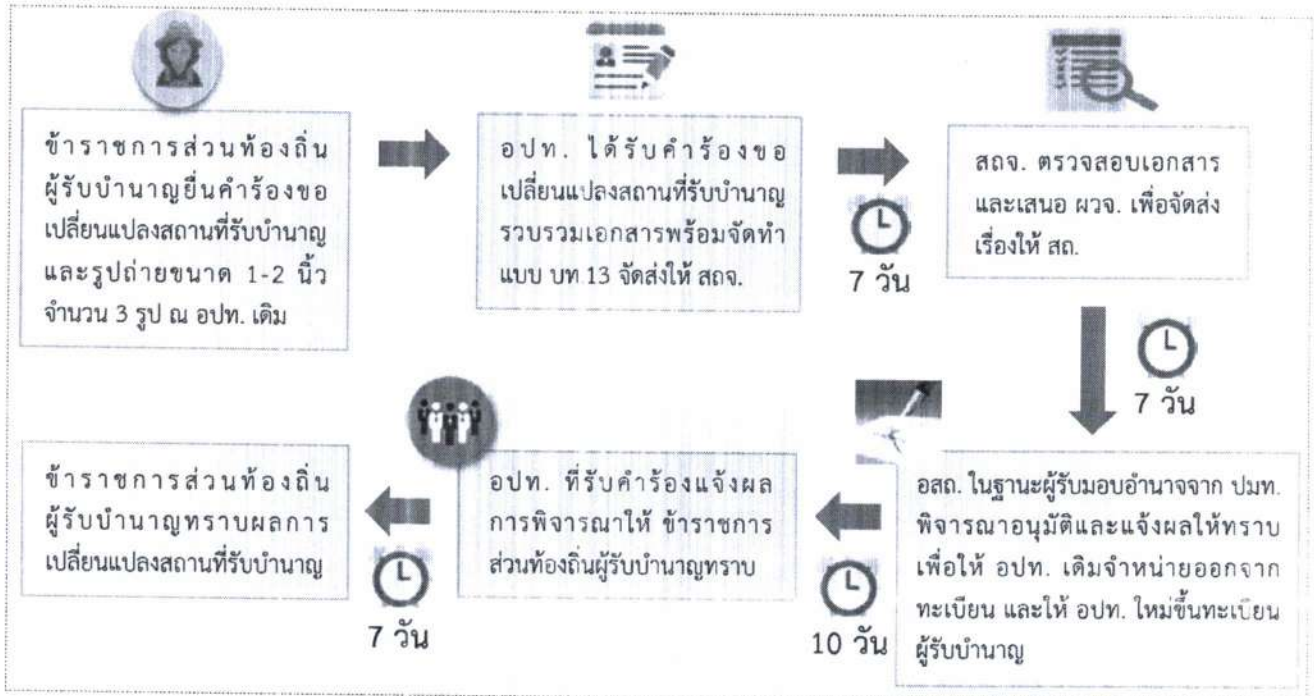 ข้าราชการส่วนท้องถิ่น
ผู้รับบำนาญยื่นคำร้องขอ
เปลี่ยนแปลงสถานที่รับบำนาญ
และรูปถ่ายขนาด 1-2 นิ้ว
จำนวน 3 รูป ณ อปท. เดิม
อปท. ได้รับคำร้องขอ
เปลี่ยนแปลงสถานที่รับบำนาญ
รวบรวมเอกสารพร้อมจัดทำ
แบบ บท 13 จัดส่งให้ สถจ.
7 วัน
สถจ. ตรวจสอบเอกสาร
และเสนอ ผวจ. เพื่อจัดส่ง
เรื่องให้ สถ.
7 วัน
อสถ. ในฐานะผู้รับมอบอำนาจจาก ปมท.
พิจารณาอนุมัติและแจ้งผลให้ทราบ
เพื่อให้ อปท. เดิมจำหน่ายออกจาก
ทะเบียน และให้ อปท. ใหม่ขึ้นทะเบียน
ผู้รับบำนาญ
10 วัน
อปท. ที่รับคำร้องแจ้งผล
การพิจารณาให้ ข้าราชการ
ส่วนท้องถิ่นผู้รับบำนาญทราบ
7 วัน
ข้าราชการส่วนท้องถิ่น
ผู้รับบำนาญทราบผลการ
เปลี่ยนแปลงสถานที่รับบำนาญ